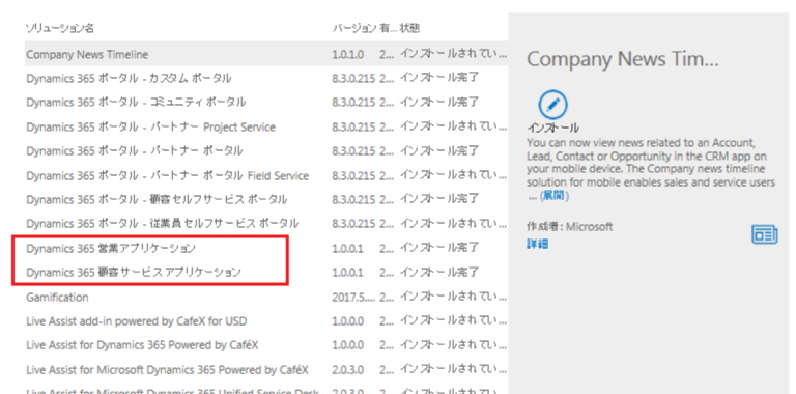 ソリューション名 バージョン 有... 状態
Company News Timeline 1.0.1.0 2... インストールされてい...
Dynamics 365 ポータル - カスタム ポータル 8.3.0.215 2... インストール完了
Dynamics 365 ポータル - コミュニティ ポータル 8.3.0.215 2... インストール完了
Dynamics 365 ポータル - パートナー Project Service 8.3.0.215 2... インストールされてい...
Dynamics 365 ポータル - パートナー ポータル 8.3.0.215 2... インストール完了
Dynamics 365 ポータル - パートナー ポータル Field Service 8.3.0.215 2... インストールされてい...
Dynamics 365 ポータル - 顧客セルフサービス ポータル 8.3.0.215 2... インストール完了
Dynamics 365 ポータル - 従業員セルフサービス ポータル 8.3.0.215 2... インストールされてい...
Dynamics 365 営業アプリケーション 1.0.0.1 2... インストール完了
Dynamics 365 顧客サービス アプリケーション 1.0.0.1 2... インストール完了
Gamification 2017.5.... 2... インストールされてい...
Live Assist add-in powered by CafeX for USD 1.0.0.0 2... インストールされてい...
Live Assist for Dynamics 365 Powered by CaféX 1.0.0.0 2... インストールされてい...
Live Assist for Microsoft Dynamics 365 Powered by CaféX 2.0.3.0 2... インストールされてい...
Live Assist for Microsoft Dynamics 365 Unified Service Desk 2.0.3.0 2... インストールされてい...
Company News Tim...
インストール
You can now view news related to an Account,
Lead, Contact or Opportunity in the CRM app on
your mobile device. The Company news timeline
solution for mobile enables sales and service users
... (展開)
作成者: Microsoft
詳細